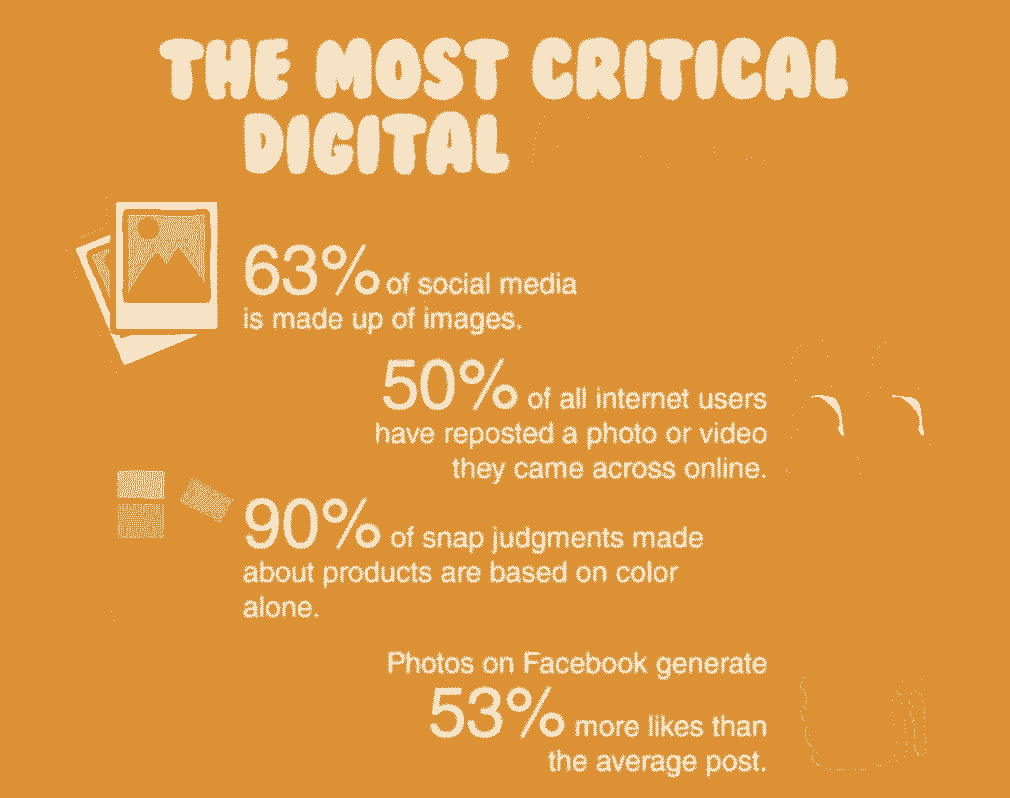 THE MOST CRITICAL
DIGITAL
63% of social media
is made up of images.
50% of all internet users
have reposted a photo or video
they came across online.
90% of snap judgments made
about products are based on color
alone.
Photos on Facebook generate
53% more likes than
the average post.